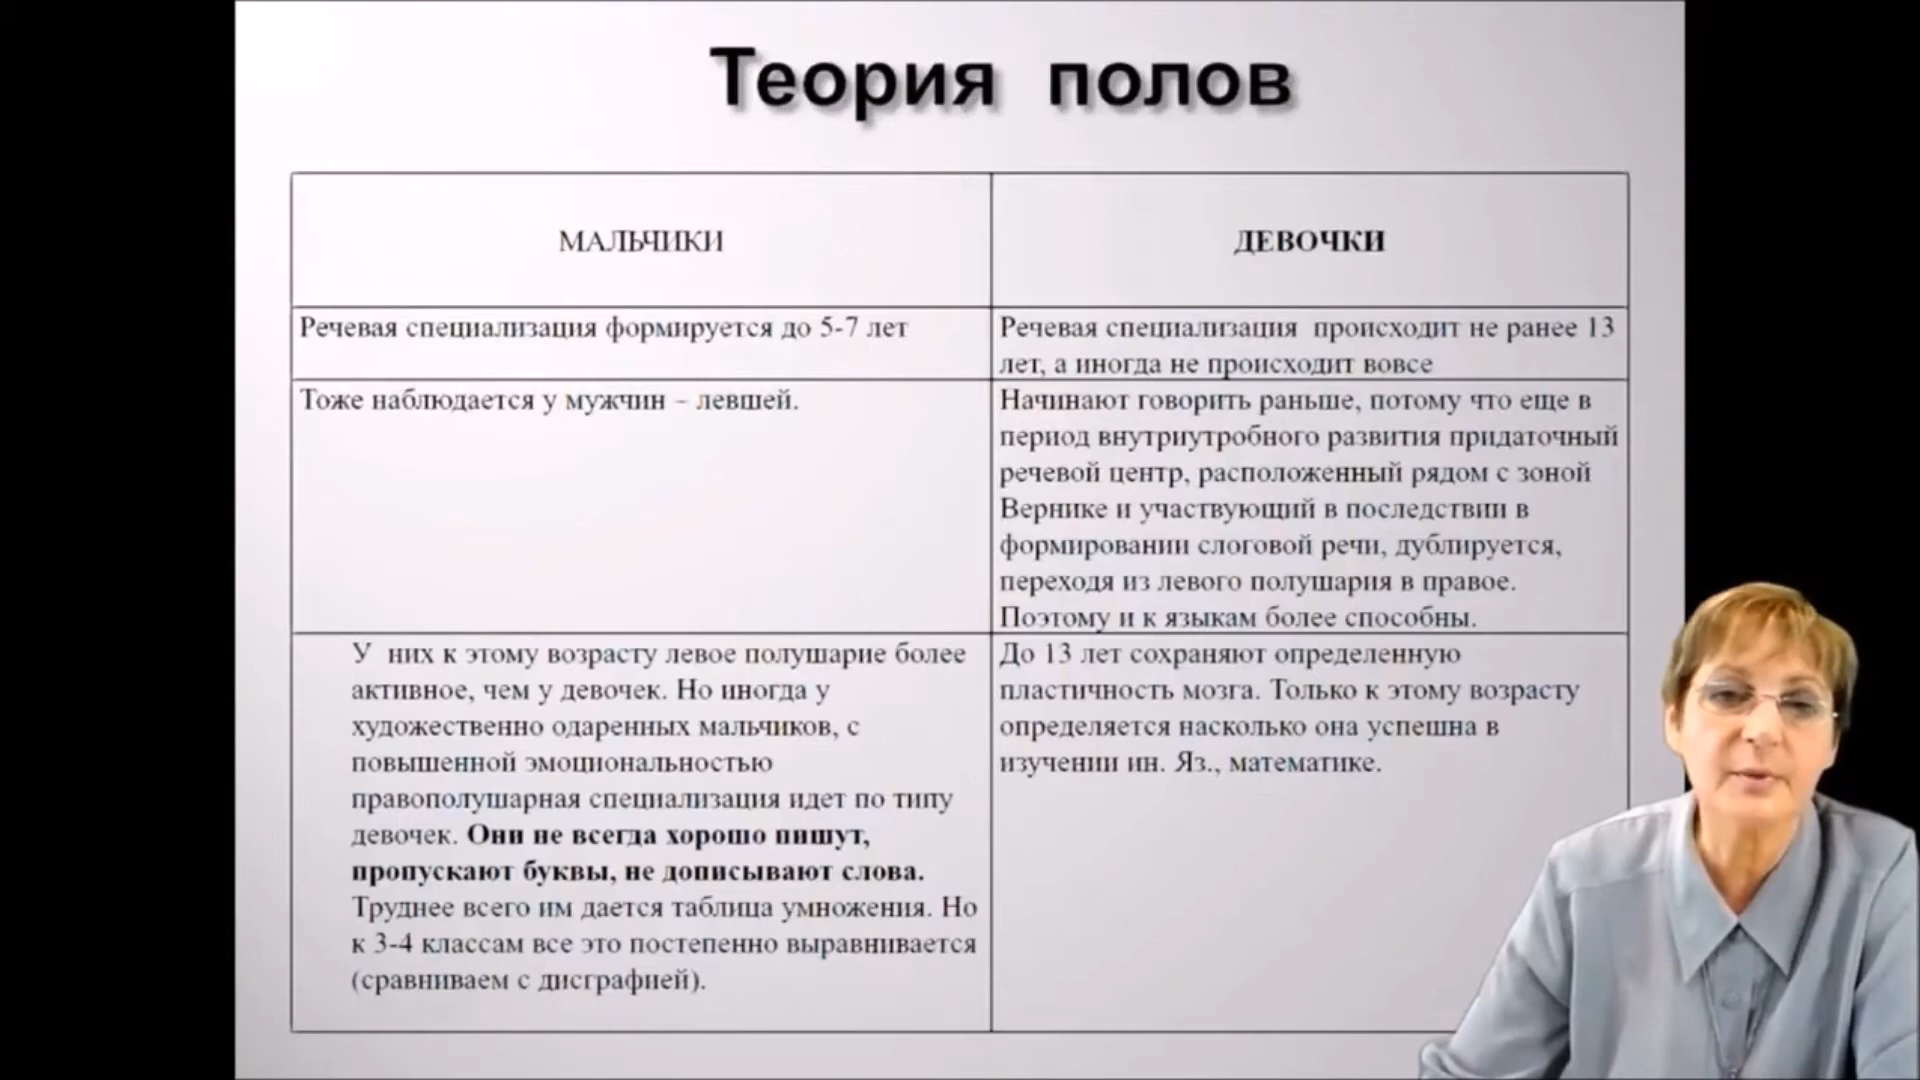 Теория полов
МАЛЬЧИКИ
ДЕВОЧКИ
Речевая специализация формируется до 5-7 лет
Речевая специализация происходит не ранее 13
лет, а иногда не происходит вовсе
Тоже наблюдается у мужчин – левшей.
Начинают говорить раньше, потому что еще в
период внутриутробного развития придаточный
речевой центр, расположенный рядом с зоной
Вернике и участвующий в последствии в
формировании слоговой речи, дублируется,
переходя из левого полушария в правое.
Поэтому и к языкам более способны.
У них к этому возрасту левое полушарие более
активное, чем у девочек. Но иногда у
художественно одаренных мальчиков, с
повышенной эмоциональностью
правополушарная специализация идет по типу
девочек. Они не всегда хорошо пишут,
пропускают буквы, не дописывают слова.
Труднее всего им дается таблица умножения. Но
к 3-4 классам все это постепенно выравнивается
(сравниваем с дисграфией).
До 13 лет сохраняют определенную
пластичность мозга. Только к этому возрасту
определяется насколько она успешна в
изучении ин. Яз., математике.